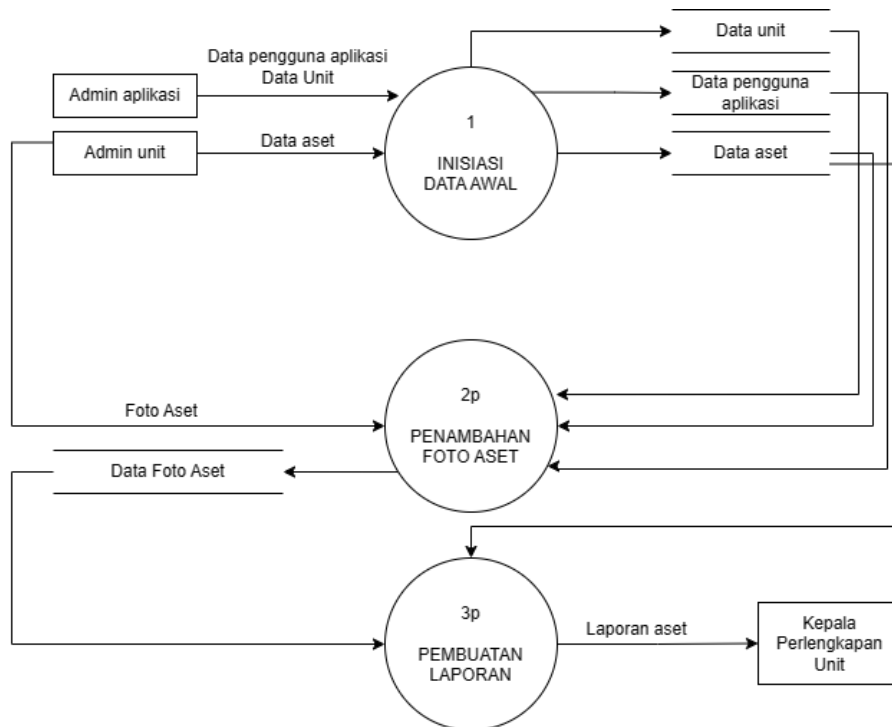 Data unit
Data pengguna aplikasi
Data Unit
Data pengguna
aplikasi
Admin aplikasi
1
INISIASI
DATA AWAL
Admin unit
Data aset
Data aset
2p
PENAMBAHAN
FOTO ASET
Foto Aset
Data Foto Aset
3p
PEMBUATAN
LAPORAN
Laporan aset
Kepala
Perlengkapan
Unit